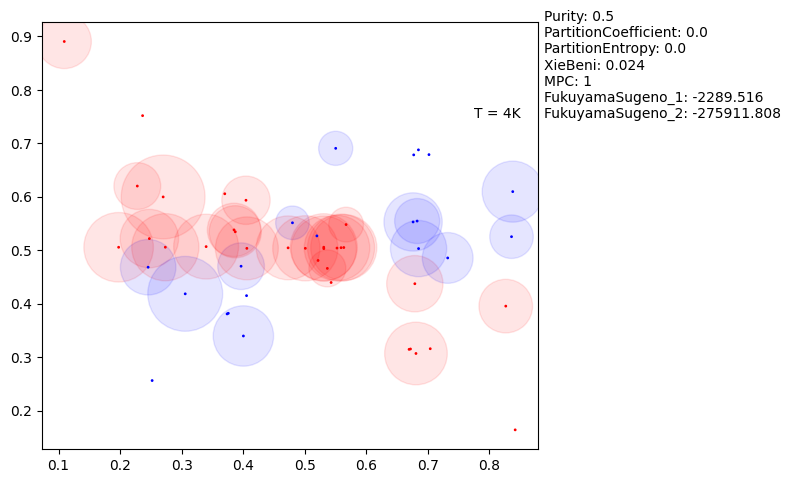 Purity: 0.5
PartitionCoefficient: 0.0
PartitionEntropy: 0.0
XieBeni: 0.024
MPC: 1
FukuyamaSugeno_1: -2289.516
FukuyamaSugeno_2: -275911.808
T = 4K
0.9
0.8
0.7
0.6
0.5
0.4
0.3
0.2
0.1 0.2 0.3 0.4 0.5 0.6 0.7 0.8